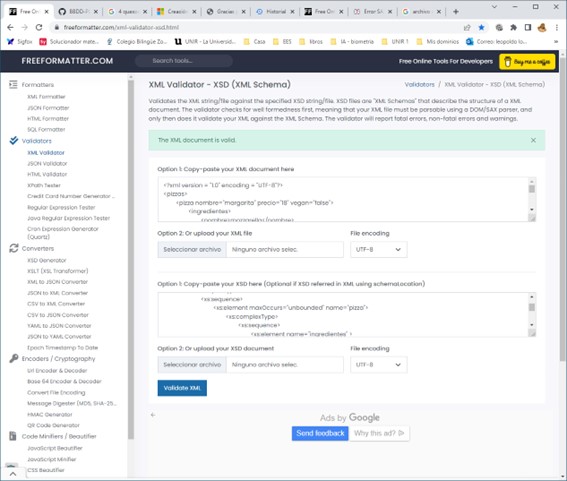 Free On
BBDD-F
4 quest
Creació
Gracias
Historial
Free On
Error S
archivo
freeformatter.com/xml-validator-xsd.html
Sigfox
Solucionador mate...
Colegio Bilingüe Zo...
UNIR - La Universid...
Casa
EES
libros
IA - biometria
UNIR 1
Mis dominios
Correo: leopoldo lo...
FREEFORMATTER.COM
Search tools...
Free Online Tools For Developers
Buy me a coffee
Formatters
XML Formatter
JSON Formatter
HTML Formatter
SQL Formatter
Validators
XML Validator
JSON Validator
HTML Validator
XPath Tester
Credit Card Number Generator ...
Regular Expression Tester
Java Regular Expression Tester
Cron Expression Generator
(Quartz)
Converters
XSD Generator
XSLT (XSL Transformer)
XML to JSON Converter
JSON to XML Converter
CSV to XML Converter
CSV to JSON Converter
YAML to JSON Converter
JSON to YAML Converter
Epoch Timestamp To Date
Encoders / Cryptography
Url Encoder & Decoder
Base 64 Encoder & Decoder
Convert File Encoding
Message Digester (MD5, SHA-25...
HMAC Generator
QR Code Generator
Code Minifiers / Beautifier
JavaScript Beautifier
JavaScript Minifier
CSS Beautifier
XML Validator - XSD (XML Schema)
Validators / XML Validator - XSD (XML Schema)
Validates the XML string/file against the specified XSD string/file. XSD files are "XML Schemas" that describe the structure of a XML
document. The validator checks for well formedness first, meaning that your XML file must be parsable using a DOM/SAX parser, and
only then does it validate your XML against the XML Schema. The validator will report fatal errors, non-fatal errors and warnings.
The XML document is valid.
Option 1: Copy-paste your XML document here
<?xml version = "1.0" encoding = "UTF-8"?>
<pizzas>
<pizza nombre="margarita" precio="18" vegan="false">
<ingredientes>
<nombre>mozzarella</nombre>
Option 2: Or upload your XML file
File encoding
Seleccionar archivo
Ninguno archivo selec.
UTF-8
Option 1: Copy-paste your XSD here (Optional if XSD referred in XML using schemaLocation)
<xs:sequence>
<xs:element maxOccurs="unbounded" name="pizza">
<xs:complexType>
<xs:sequence>
<xs:element name="ingredientes" (
Option 2: Or upload your XSD document
File encoding
Seleccionar archivo
Ninguno archivo selec.
UTF-8
Validate XML
Ads by Google
Send feedback
Why this ad?